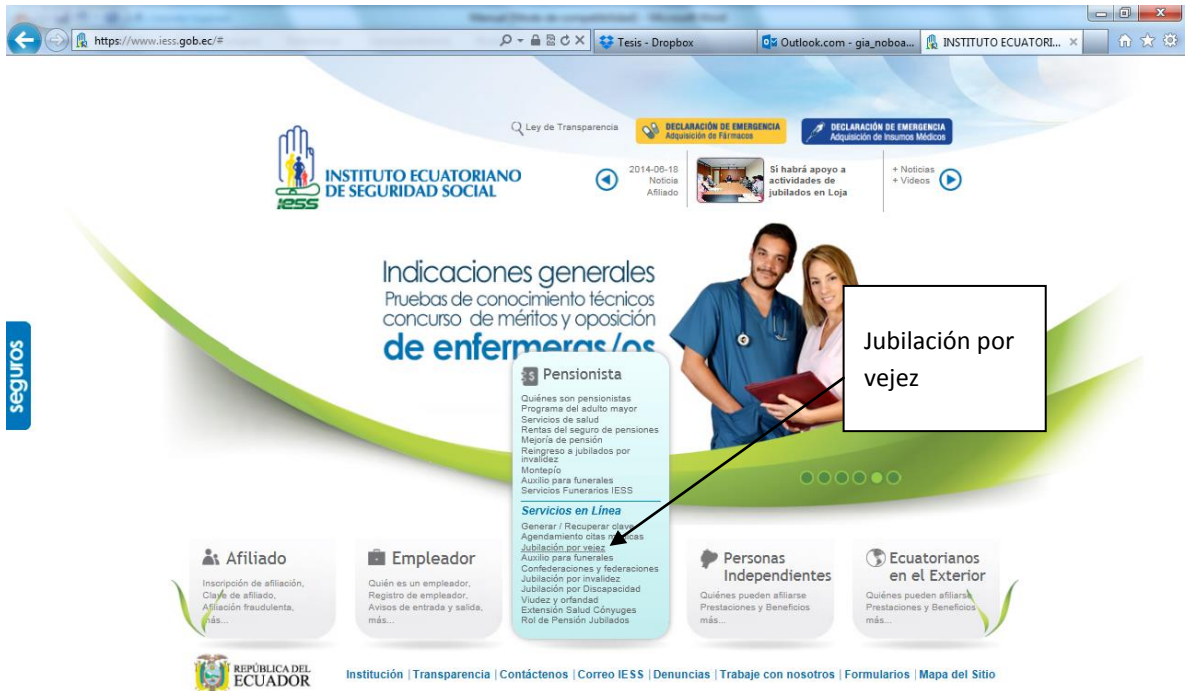 https://www.iess.gob.ec/#
Tesis - Dropbox
Outlook.com - gia_noboa...
INSTITUTO ECUATORI...
Ley de Transparencia
DECLARACIÓN DE EMERGENCIA
Adquisición de Fármacos
DECLARACIÓN DE EMERGENCIA
Adquisición de Insumos Médicos
iess
INSTITUTO ECUATORIANO
DE SEGURIDAD SOCIAL
2014-06-18
Noticia
Afiliado
Si habrá apoyo a
actividades de
jubilados en Loja
+ Noticias
+ Videos
Indicaciones generales
Pruebas de conocimiento técnicos
concurso de méritos y oposición
de enfermeras/os
seguros
Jubilación por
vejez
Pensionista
Quiénes son pensionistas
Programa del adulto mayor
Servicios de salud
Rentas del seguro de pensiones
Mejoría de pensión
Reingreso a jubilados por
invalidez
Montepío
Auxilio para funerales
Servicios Funerarios IESS
Servicios en Línea
Generar / Recuperar clave
Agendamiento citas médicas
Jubilación por vejez
Auxilio para funerales
Confederaciones y federaciones
Jubilación por invalidez
Jubilación por Discapacidad
Viudez y orfandad
Extensión Salud Cónyuges
Rol de Pensión Jubilados
Afiliado
Inscripción de afiliación,
Clave de afiliado,
Afiliación fraudulenta,
más...
Empleador
Quién es un empleador,
Registro de empleador,
Avisos de entrada y salida,
más...
Personas
Independientes
Quiénes pueden afiliarse
Prestaciones y Beneficios
más...
Ecuatorianos
en el Exterior
Quiénes pueden afiliarse
Prestaciones y Beneficios
más...
REPÚBLICA DEL
ECUADOR
Institución | Transparencia | Contáctenos | Correo IESS | Denuncias | Trabaje con nosotros | Formularios | Mapa del Sitio